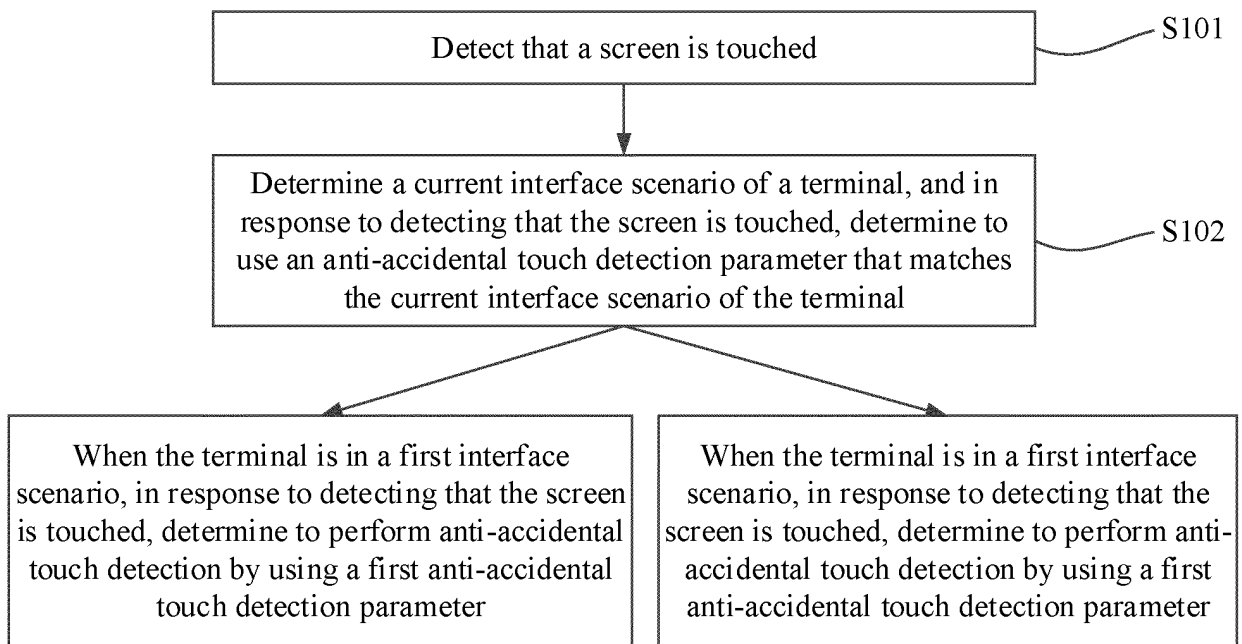 Detect that a screen is touched
S101
Determine a current interface scenario of a terminal, and in
response to detecting that the screen is touched, determine to
use an anti-accidental touch detection parameter that matches
the current interface scenario of the terminal
S102
When the terminal is in a first interface
scenario, in response to detecting that the screen
is touched, determine to perform anti-accidental
touch detection by using a first anti-accidental
touch detection parameter
When the terminal is in a first interface
scenario, in response to detecting that the
screen is touched, determine to perform anti-
accidental touch detection by using a first
anti-accidental touch detection parameter